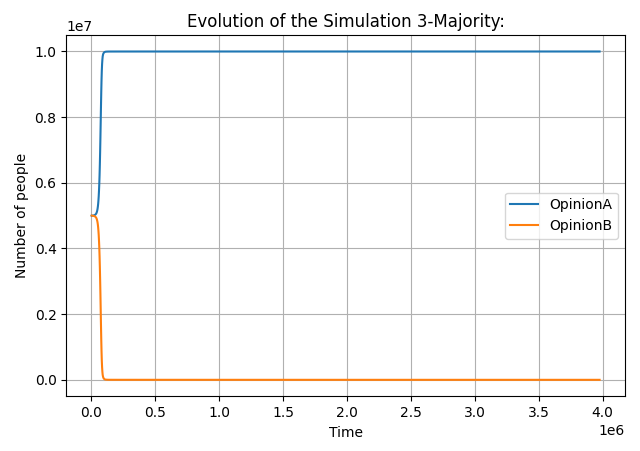 Evolution of the Simulation 3-Majority:
1e7
1.0
0.8
0.6
0.4
0.2
0.0
Number of people
OpinionA
OpinionB
0.0 0.5 1.0 1.5 2.0 2.5 3.0 3.5 4.0
1e6
Time